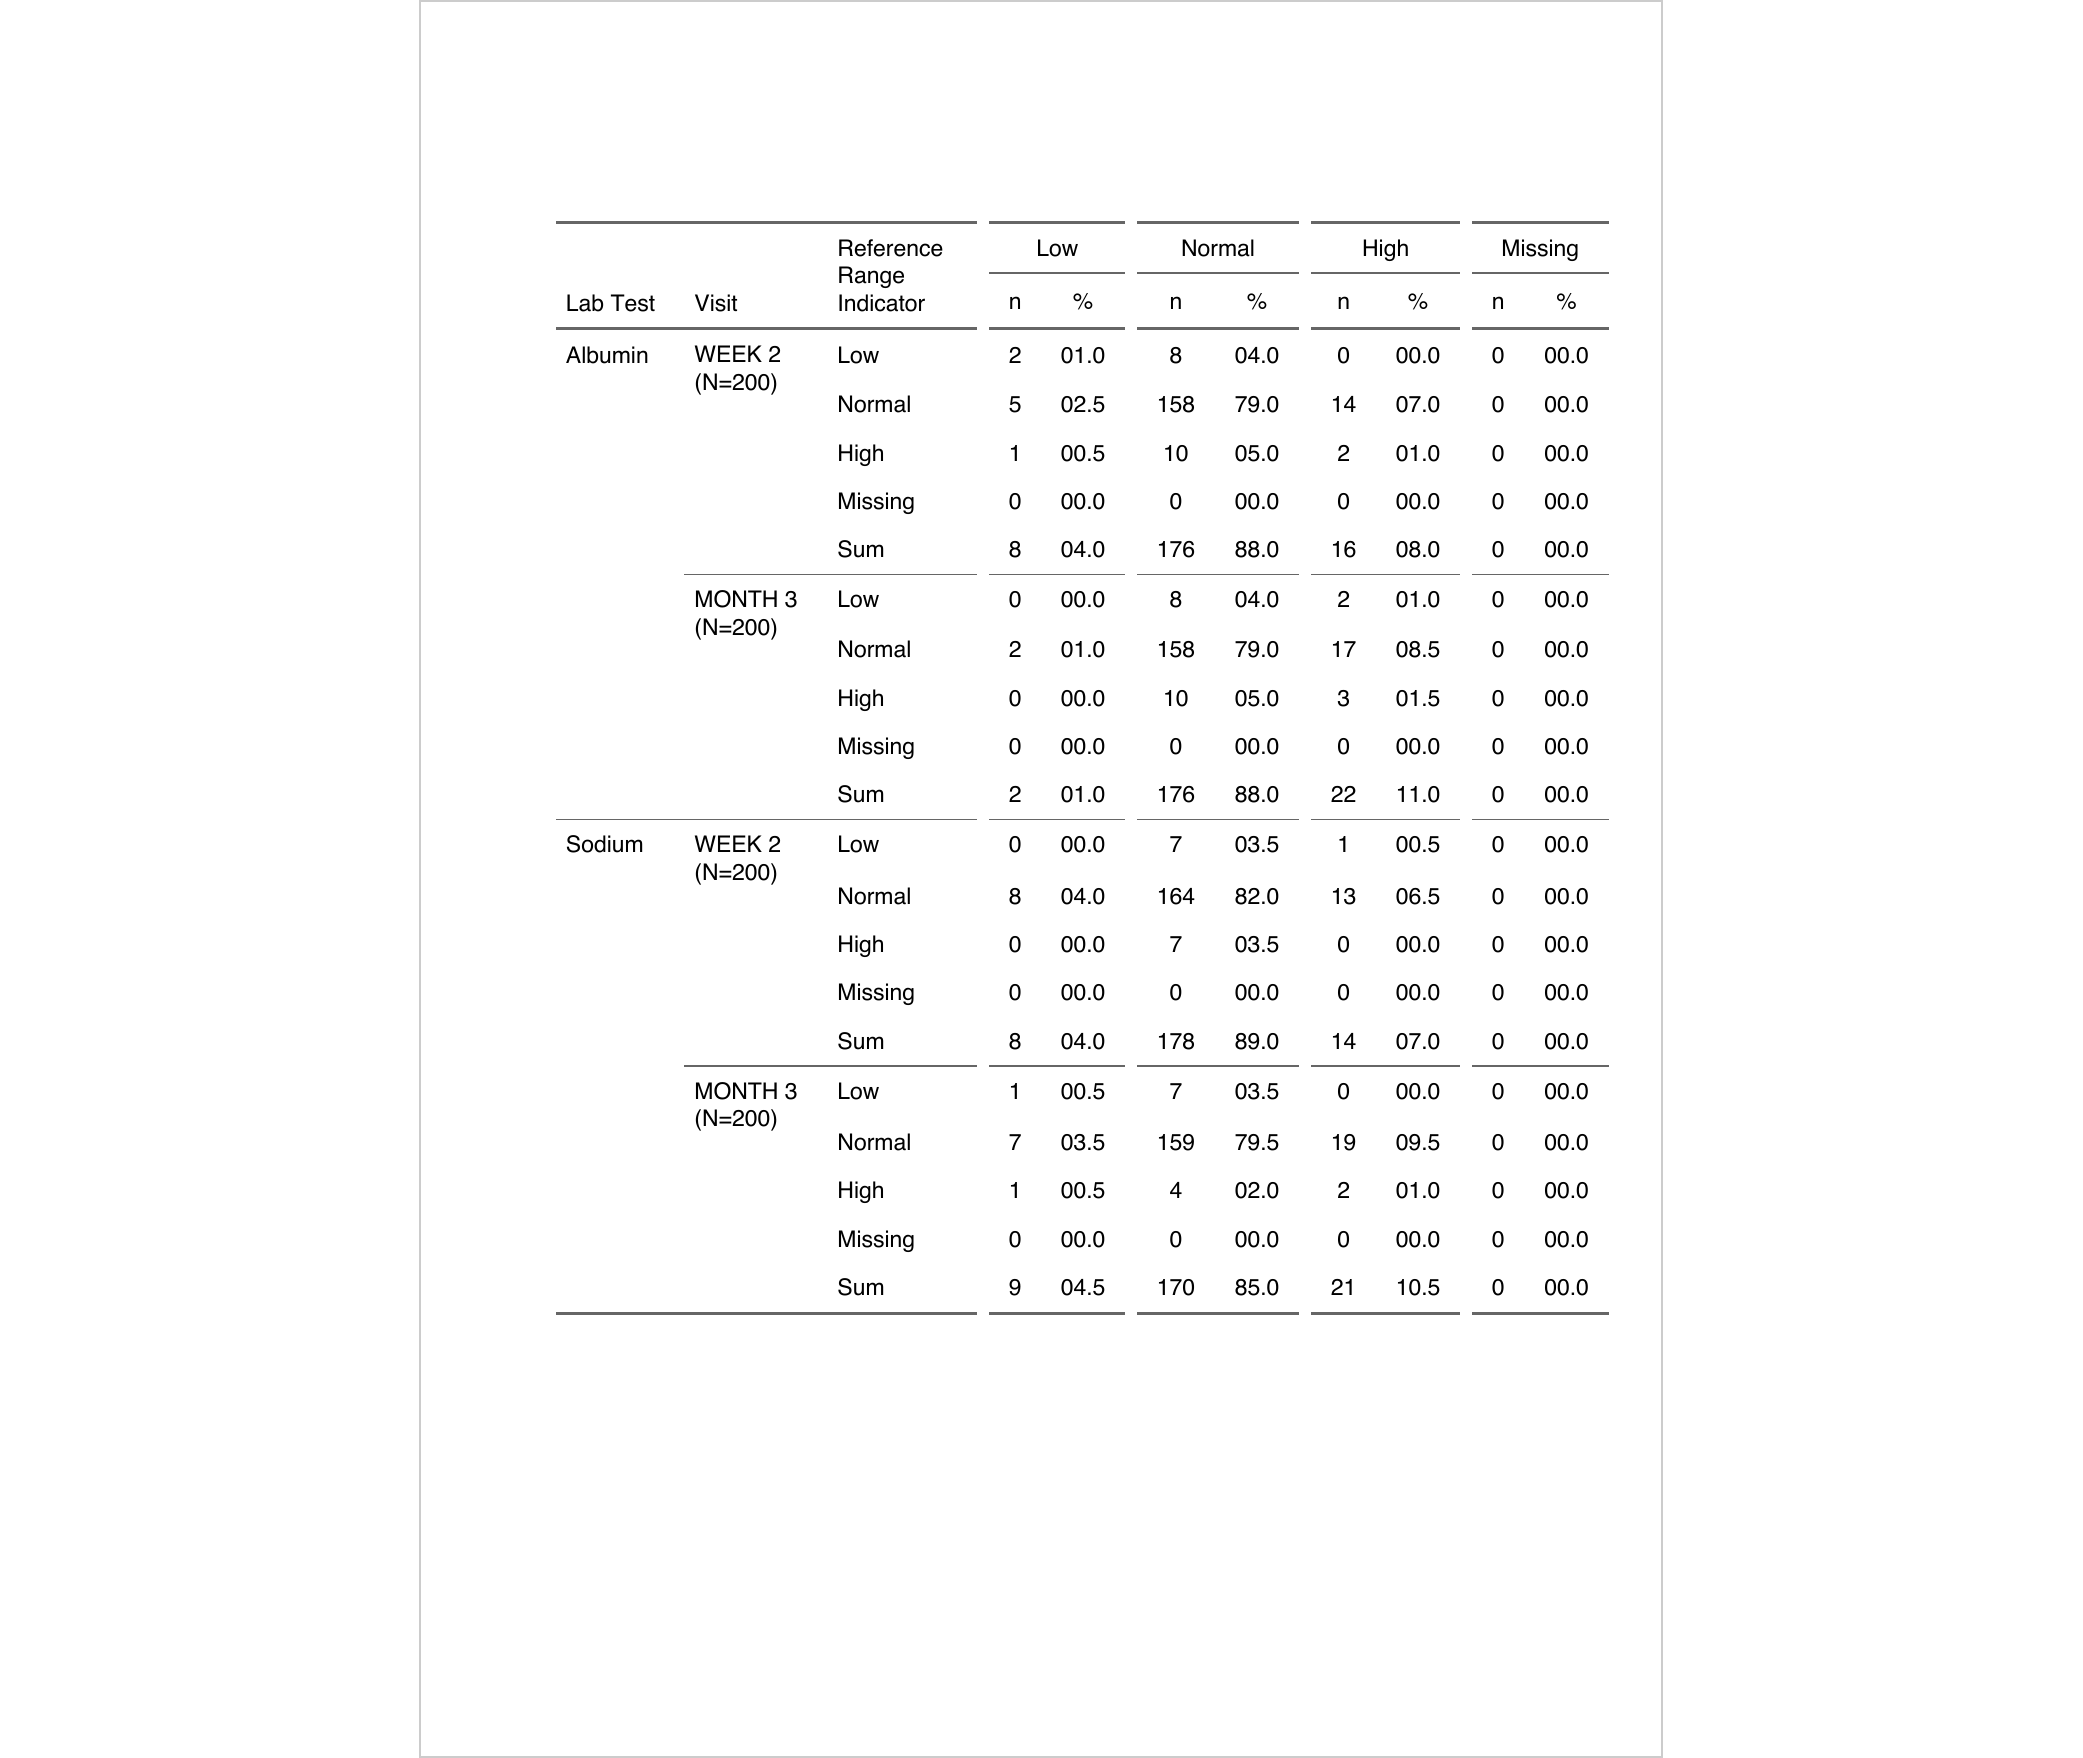 Reference Low Normal High Missing
Range
Lab Test Visit Indicator n % n % n % n %
Albumin WEEK 2 Low 2 01.0 8 04.0 0 00.0 0 00.0
(N=200)
Normal 5 02.5 158 79.0 14 07.0 0 00.0
High 1 00.5 10 05.0 2 01.0 0 00.0
Missing 0 00.0 0 00.0 0 00.0 0 00.0
Sum 8 04.0 176 88.0 16 08.0 0 00.0
MONTH 3 Low 0 00.0 8 04.0 2 01.0 0 00.0
(N=200)
Normal 2 01.0 158 79.0 17 08.5 0 00.0
High 0 00.0 10 05.0 3 01.5 0 00.0
Missing 0 00.0 0 00.0 0 00.0 0 00.0
Sum 2 01.0 176 88.0 22 11.0 0 00.0
Sodium WEEK 2 Low 0 00.0 7 03.5 1 00.5 0 00.0
(N=200)
Normal 8 04.0 164 82.0 13 06.5 0 00.0
High 0 00.0 7 03.5 0 00.0 0 00.0
Missing 0 00.0 0 00.0 0 00.0 0 00.0
Sum 8 04.0 178 89.0 14 07.0 0 00.0
MONTH 3 Low 1 00.5 7 03.5 0 00.0 0 00.0
(N=200)
Normal 7 03.5 159 79.5 19 09.5 0 00.0
High 1 00.5 4 02.0 2 01.0 0 00.0
Missing 0 00.0 0 00.0 0 00.0 0 00.0
Sum 9 04.5 170 85.0 21 10.5 0 00.0